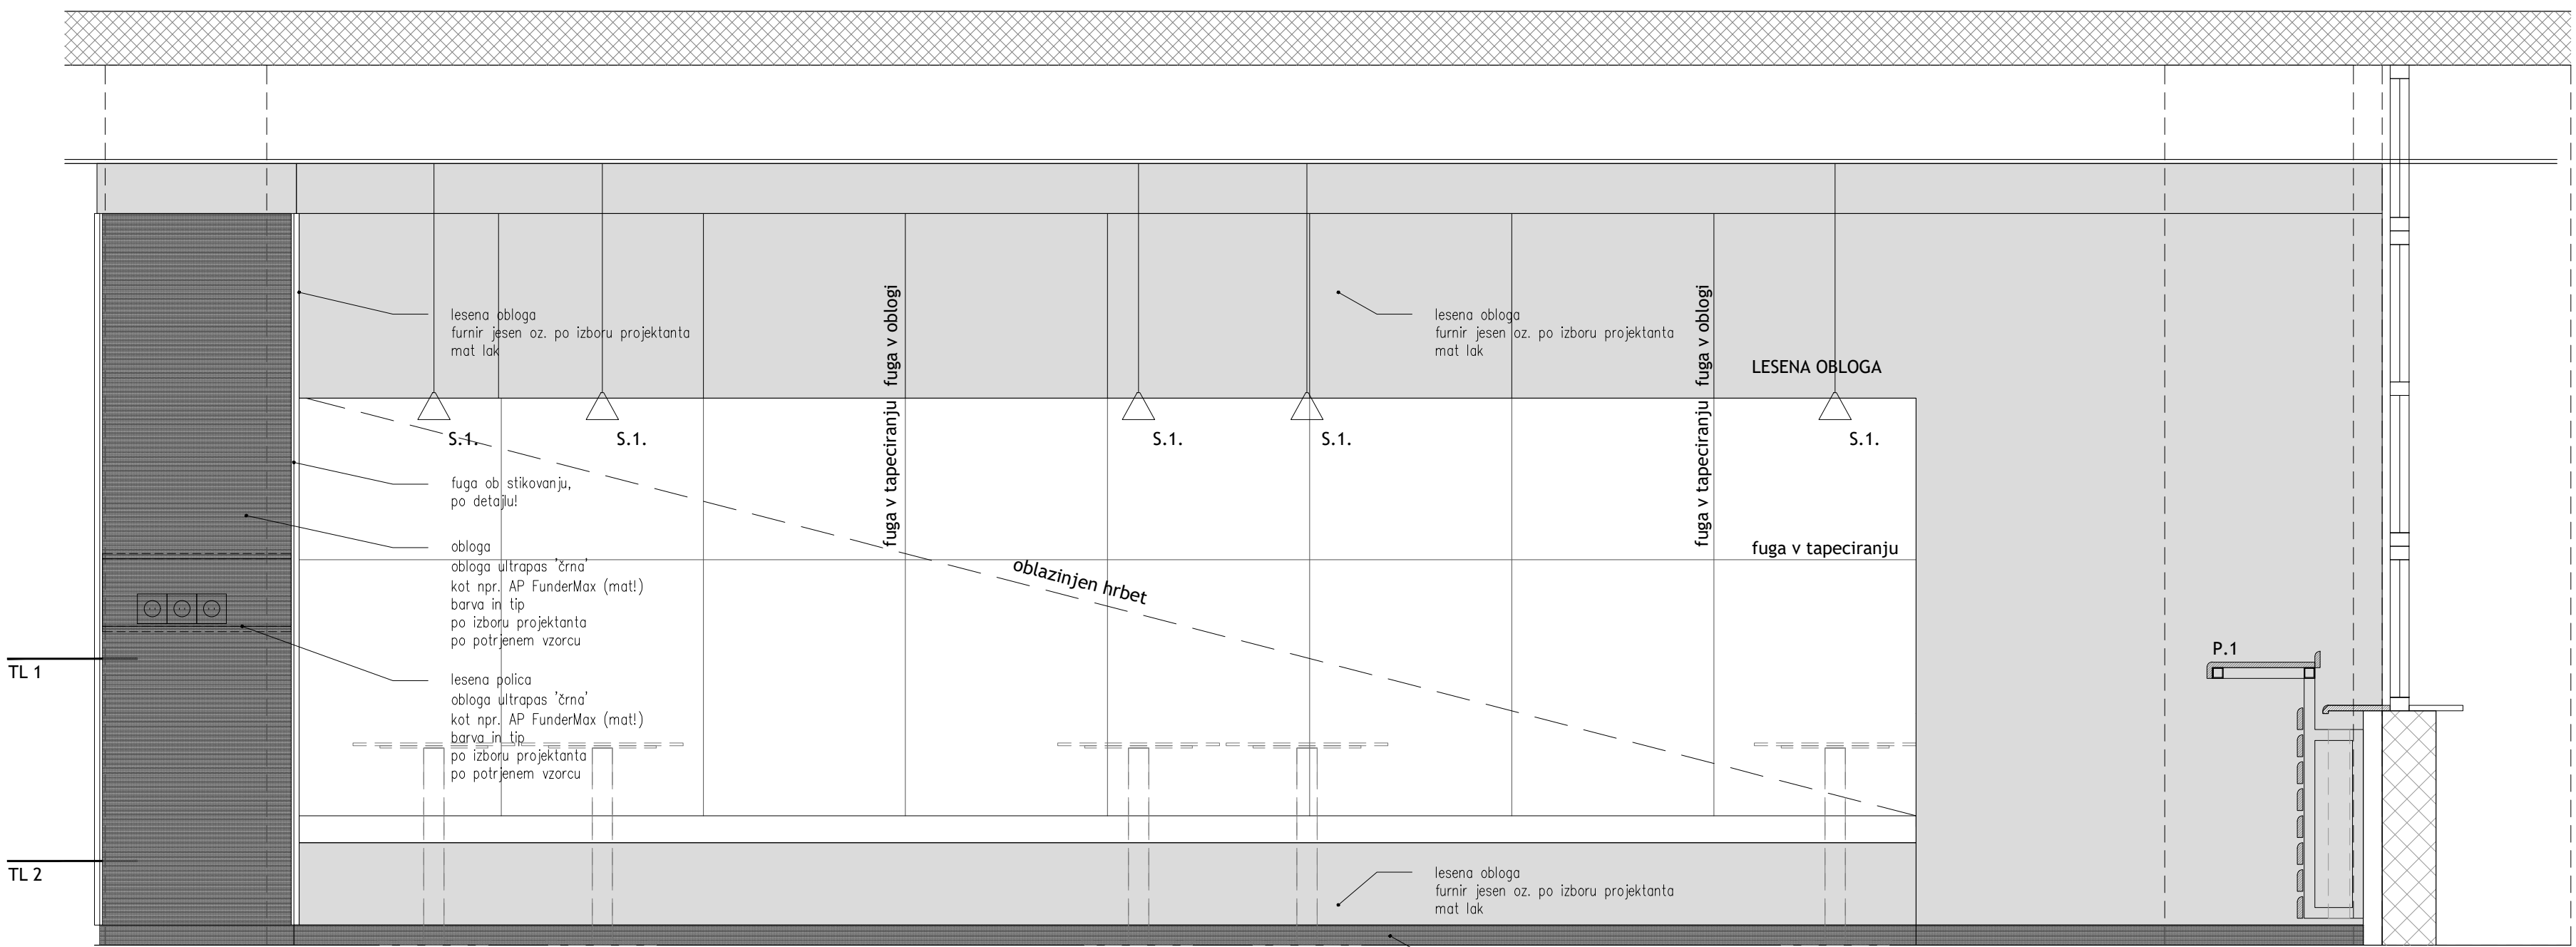 lesena obloga
furnir jesen oz. po izboru projektanta
mat lak
fuga v oblogi
fuga v tapeciranju
lesena obloga
furnir jesen oz. po izboru projektanta
mat lak
fuga v oblogi
fuga v tapeciranju
LESENA OBLOGA
S.1.
S.1.
S.1.
S.1.
S.1.
fuga ob stikovanju,
po detajlu!
obloga
obloga ultrapas 'črna'
kot npr. AP FunderMax (mat!)
barva in tip
po izboru projektanta
po potrjenem vzorcu
oblazinjen hrbet
fuga v tapeciranju
P.1
TL 1
lesena polica
obloga ultrapas 'črna'
kot npr. AP FunderMax (mat!)
barva in tip
po izboru projektanta
po potrjenem vzorcu
TL 2
lesena obloga
furnir jesen oz. po izboru projektanta
mat lak